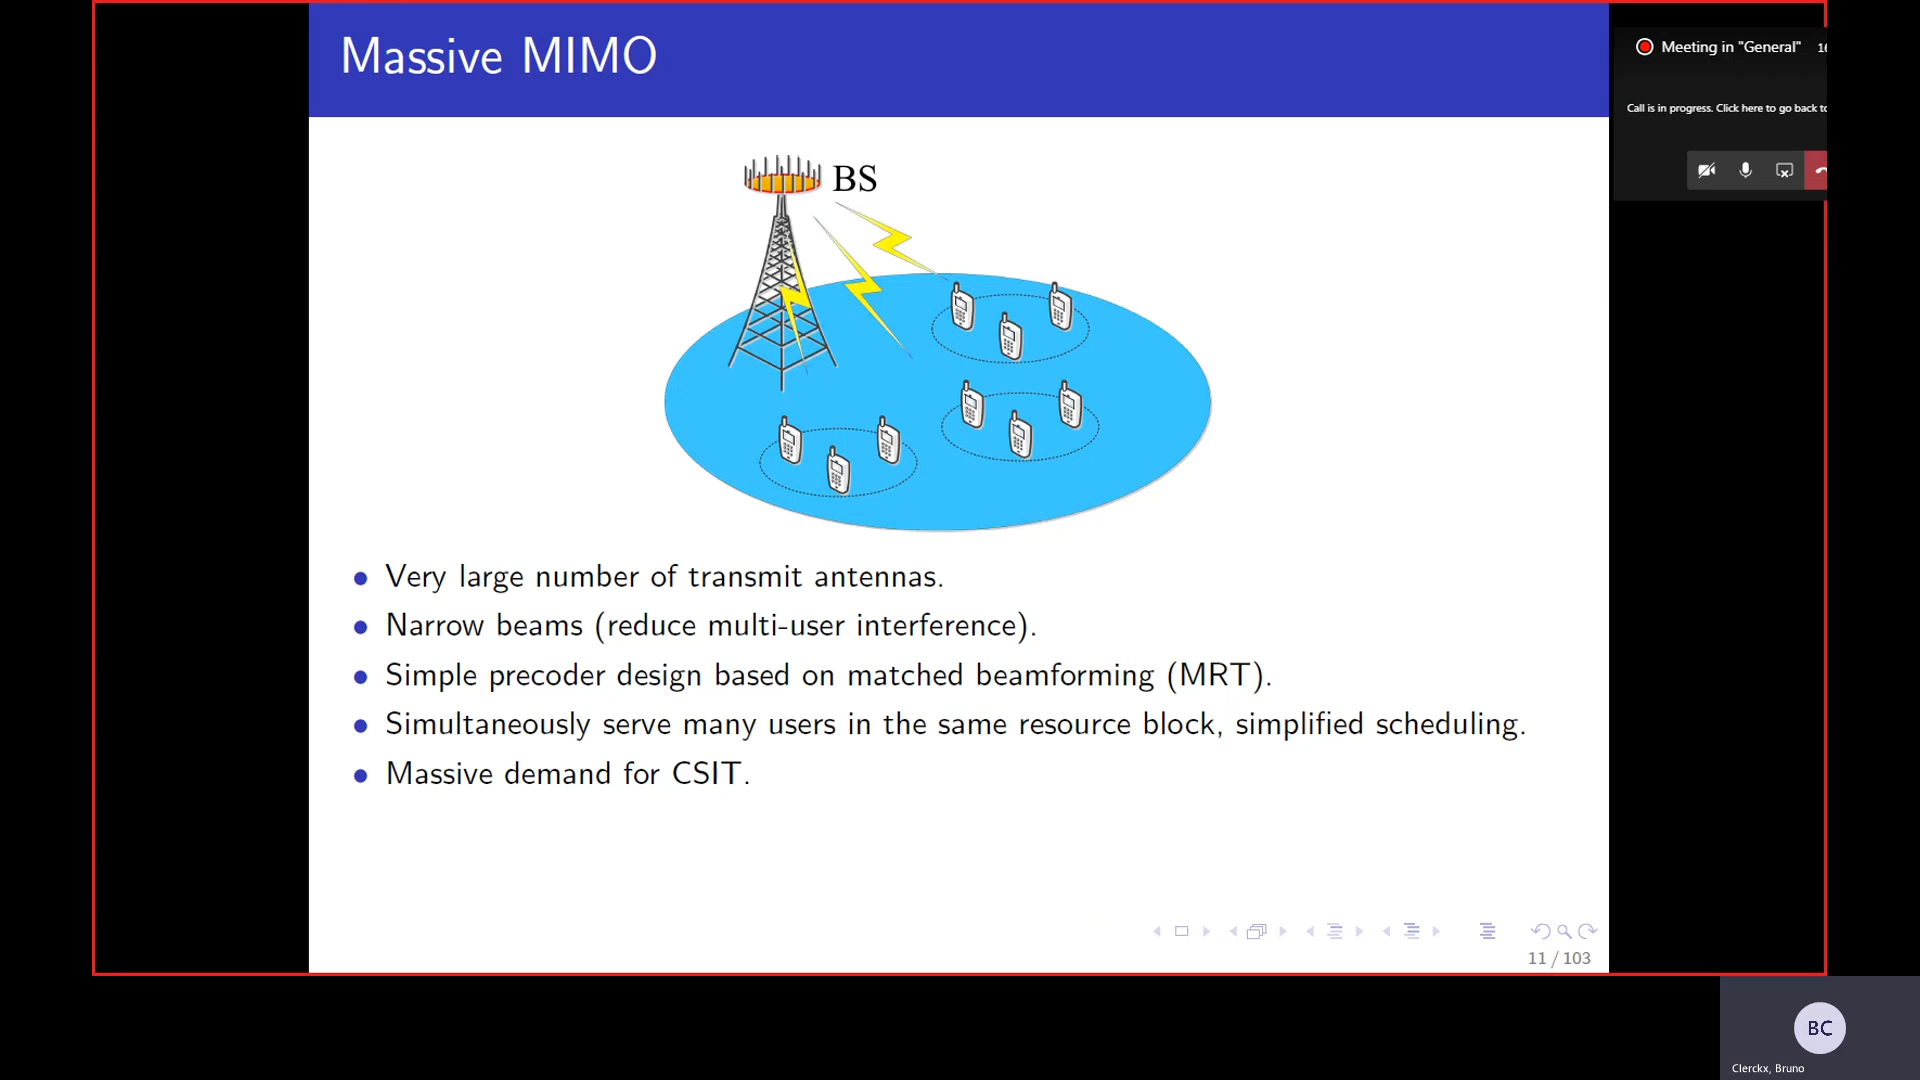 Massive MIMO
Meeting in "General"
Call is in progress. Click here to go back to
BS
Very large number of transmit antennas.
Narrow beams (reduce multi-user interference).
Simple precoder design based on matched beamforming (MRT).
Simultaneously serve many users in the same resource block, simplified scheduling.
Massive demand for CSIT.
11 / 103
BC
Clerckx, Bruno